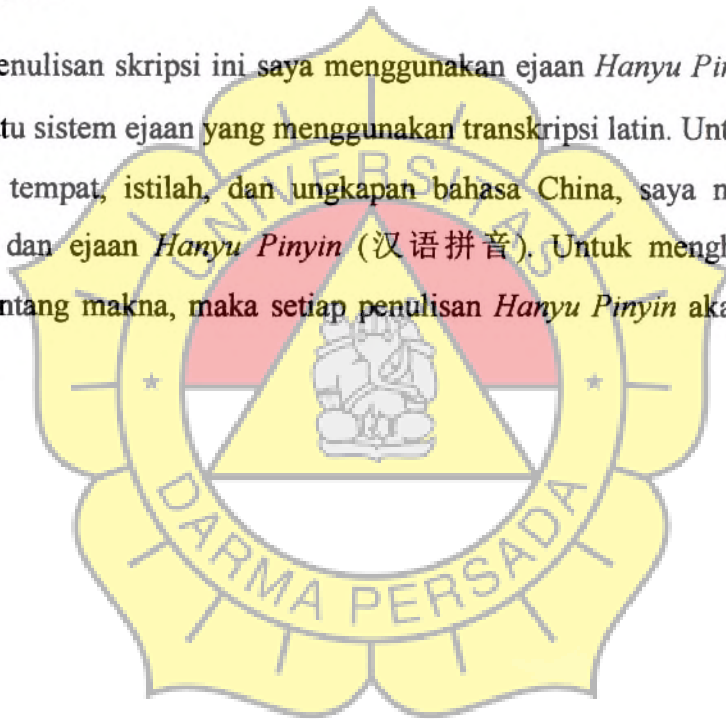 enulisan skripsi ini saya menggunakan ejaan Hanyu Pin
tu sistem ejaan yang menggunakan transkripsi latin. Unt
tempat, istilah, dan ungkapan bahasa China, saya m
dan ejaan Hanyu Pinyin (汉语拼音). Untuk mengh
ntang makna, maka setiap penulisan Hanyu Pinyin aka
UNIVERSITAS
DARMA PERSADA